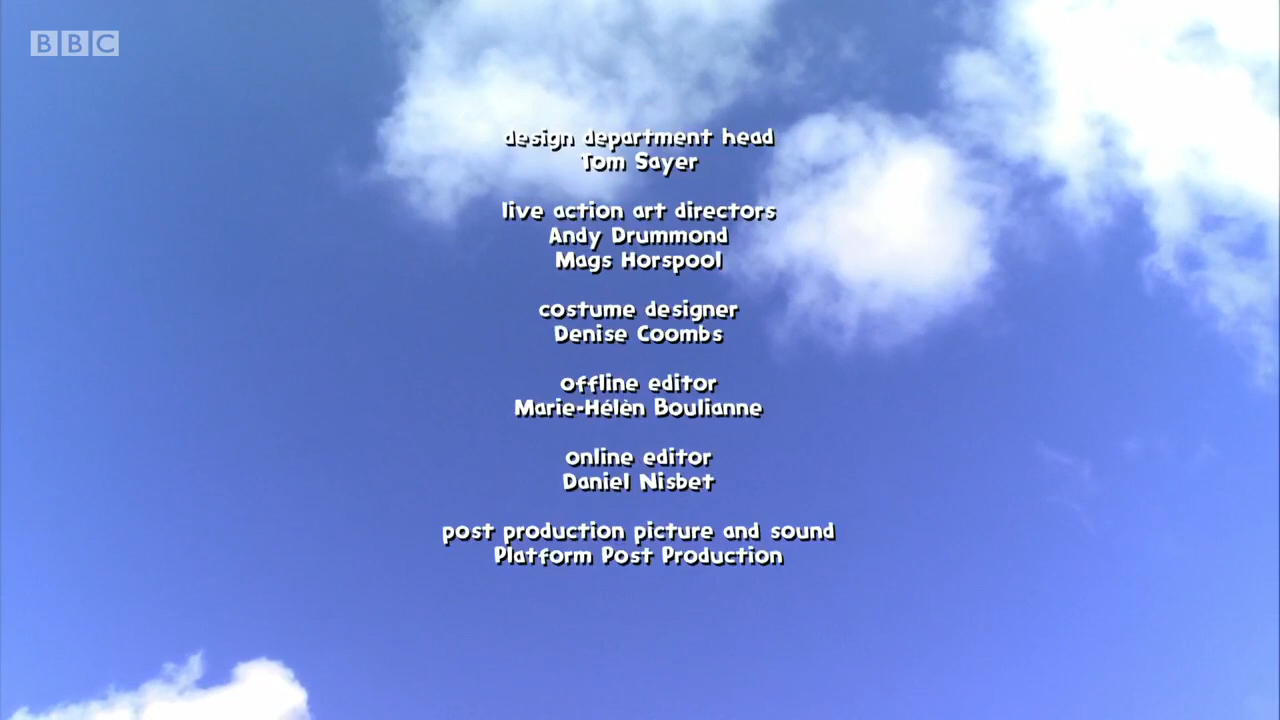 BBC
design department head
Tom Sayer
live action art directors
Andy Drummond
Mags Horspool
costume designer
Denise Coombs
offline editor
Marie-Hélèn Boulianne
online editor
Daniel Nisbet
post production picture and sound
Platform Post Production